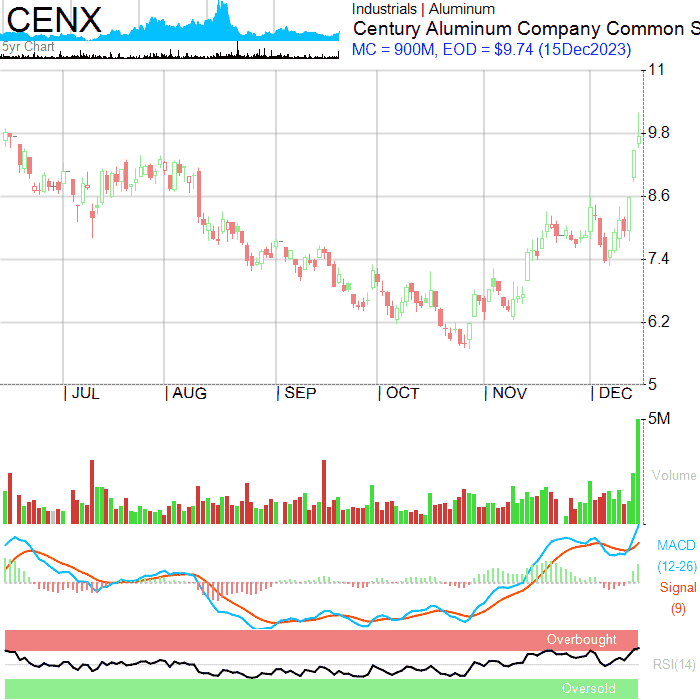 CENX
5yr Chart
Industrials | Aluminum
Century Aluminum Company Common S
MC = 900M, EOD = $9.74 (15Dec2023)
11
9.8
8.6
7.4
6.2
5
| JUL | AUG | SEP | OCT | NOV | DEC
5M
Volume
MACD
(12-26)
Signal
(9)
Overbought
RSI(14)
Oversold